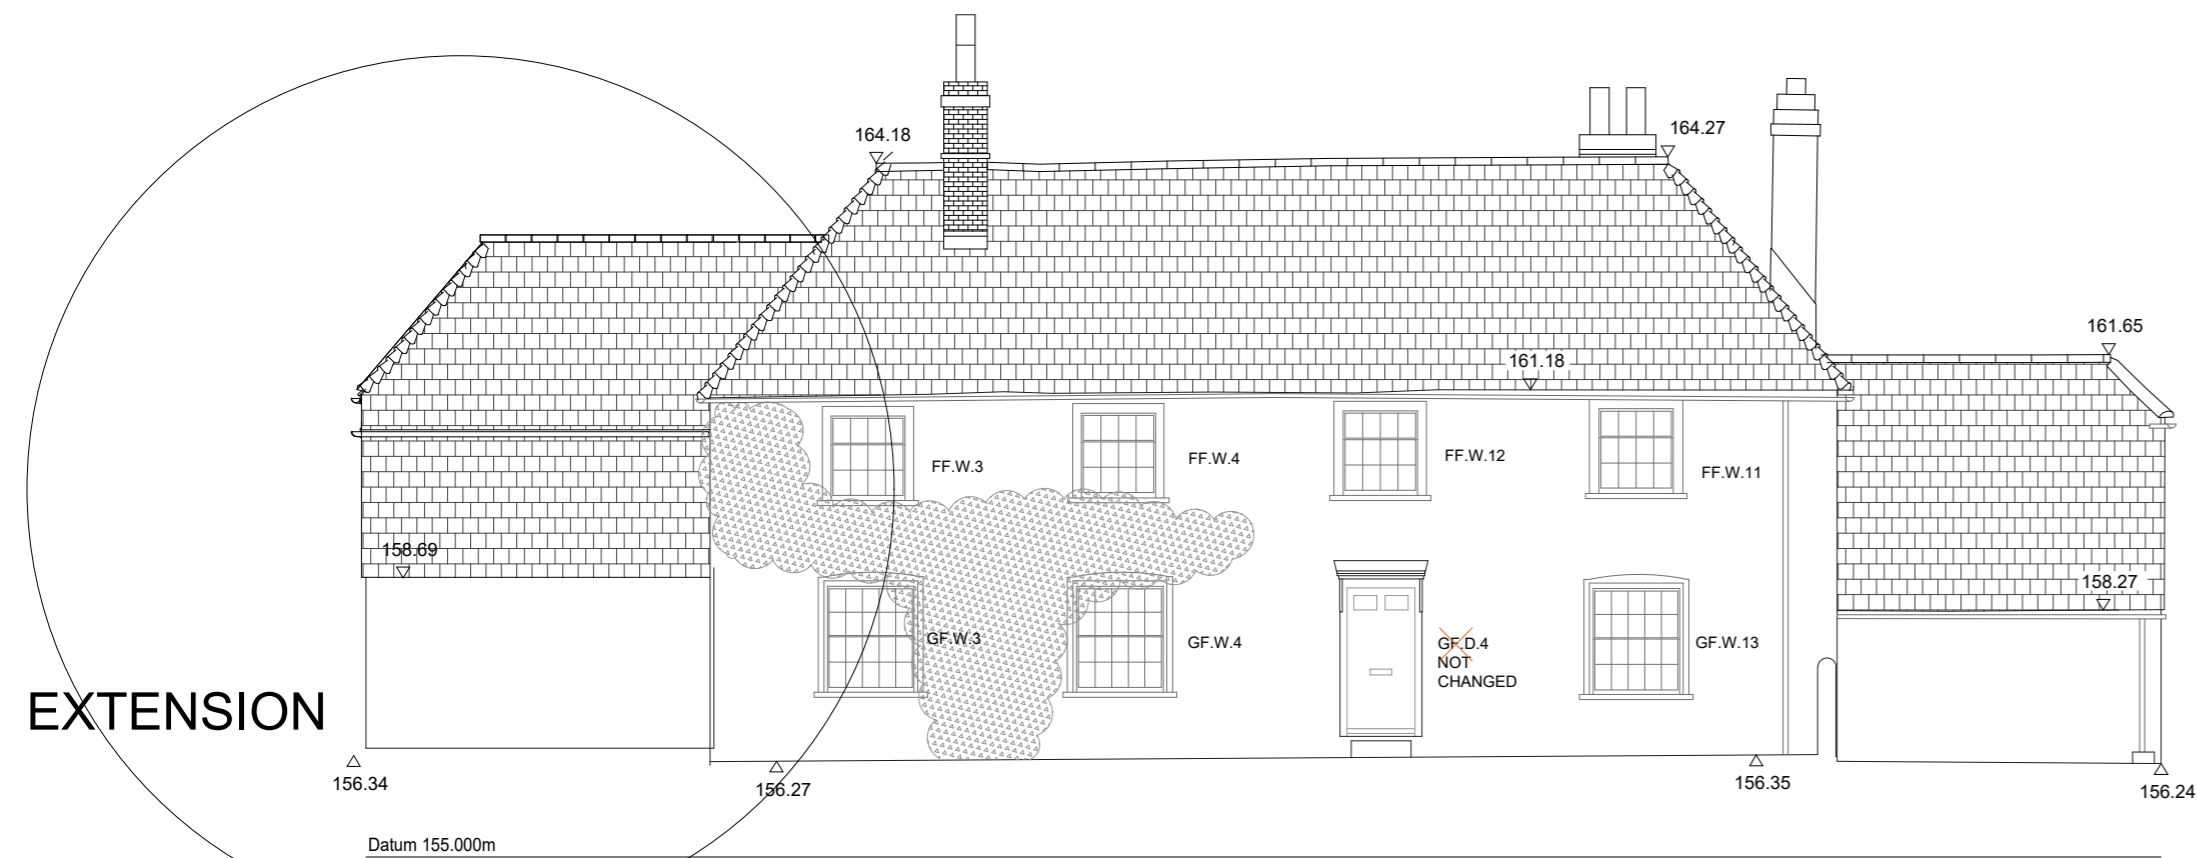 164.18
164.27
161.65
161.18
FF.W.3
FF.W.4
FF.W.12
FF.W.11
158.69
158.27
GF.W.3
GF.W.4
GF.D.4
NOT
CHANGED
GF.W.13
EXTENSION
156.34
156.27
156.35
156.24
Datum 155.000m